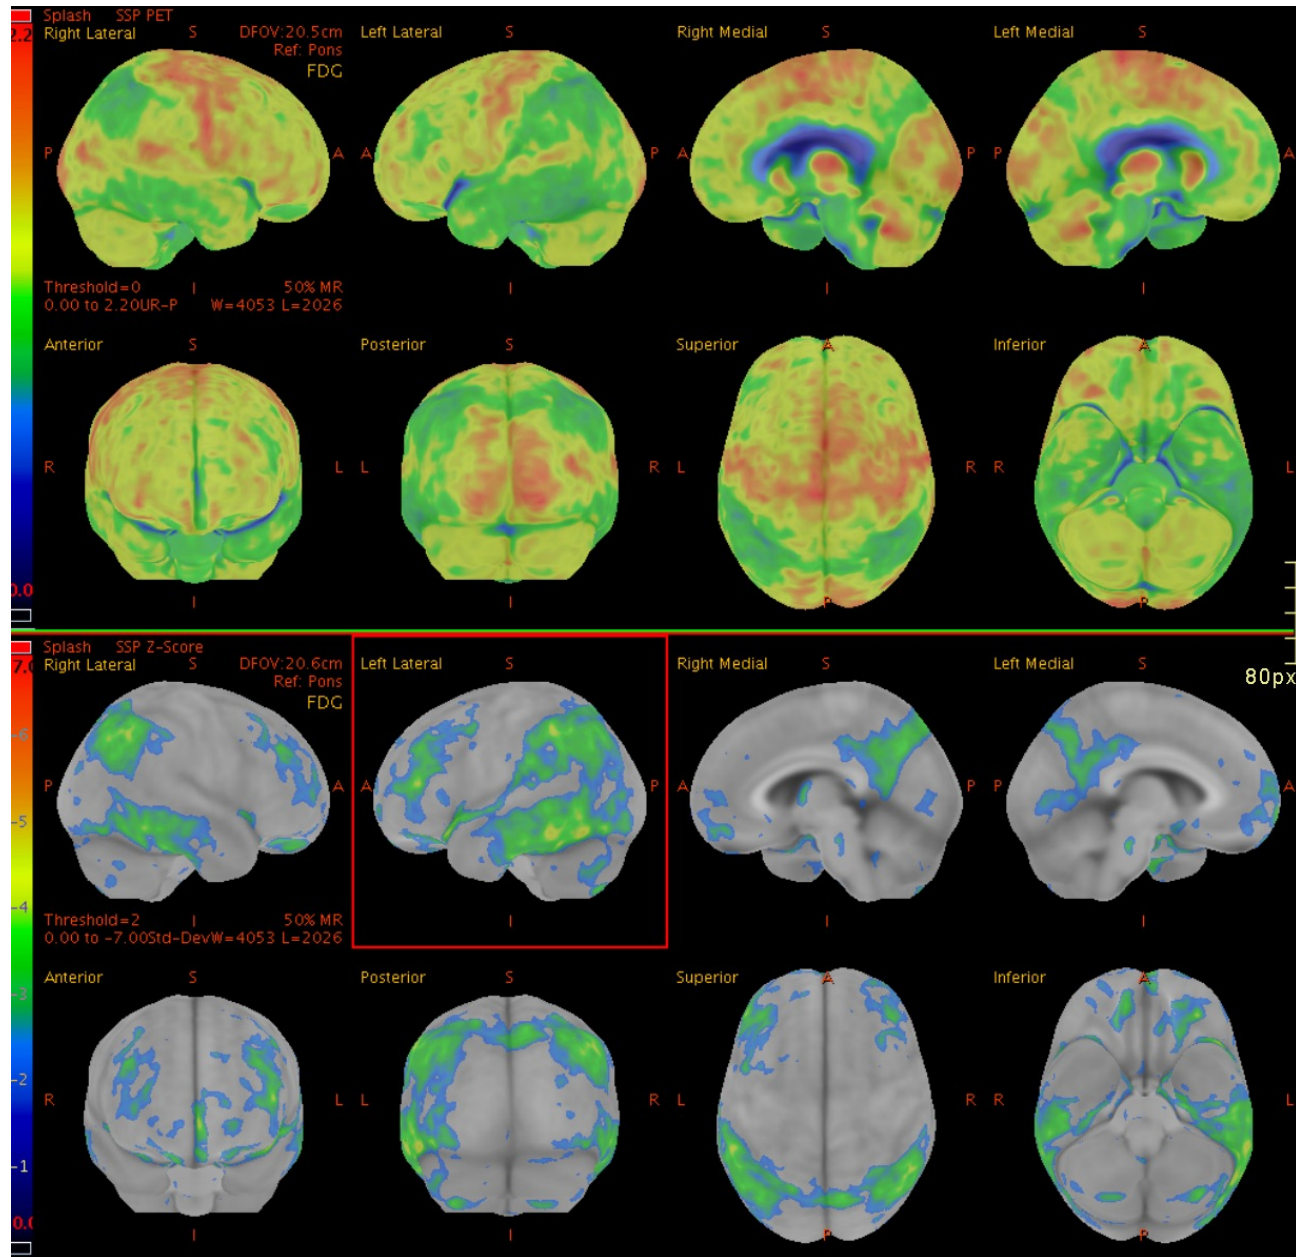 Splash SSP PET
2.2
Right Lateral S DFOV:20.5cm
Ref: Pons
FDG
P A
Threshold=0 I 50% MR
0.00 to 2.20UR-P W=4053 L=2026
Left Lateral S
A P
I
Right Medial S
A P
I
Left Medial S
P A
I
Anterior S
R L
I
Posterior S
L R
I
Superior A
L R
P
Inferior A
R L
P
0.0
80px
Splash SSP Z-Score
7.0
Right Lateral S DFOV:20.6cm
Ref: Pons
FDG
P A
Threshold=2 I 50% MR
0.00 to -7.00Std-DevW=4053 L=2026
Left Lateral S
A P
I
Right Medial S
A P
I
Left Medial S
P A
I
-6
-5
-4
-3
-2
-1
0.0
Anterior S
R L
I
Posterior S
L R
I
Superior A
L R
P
Inferior A
R L
P